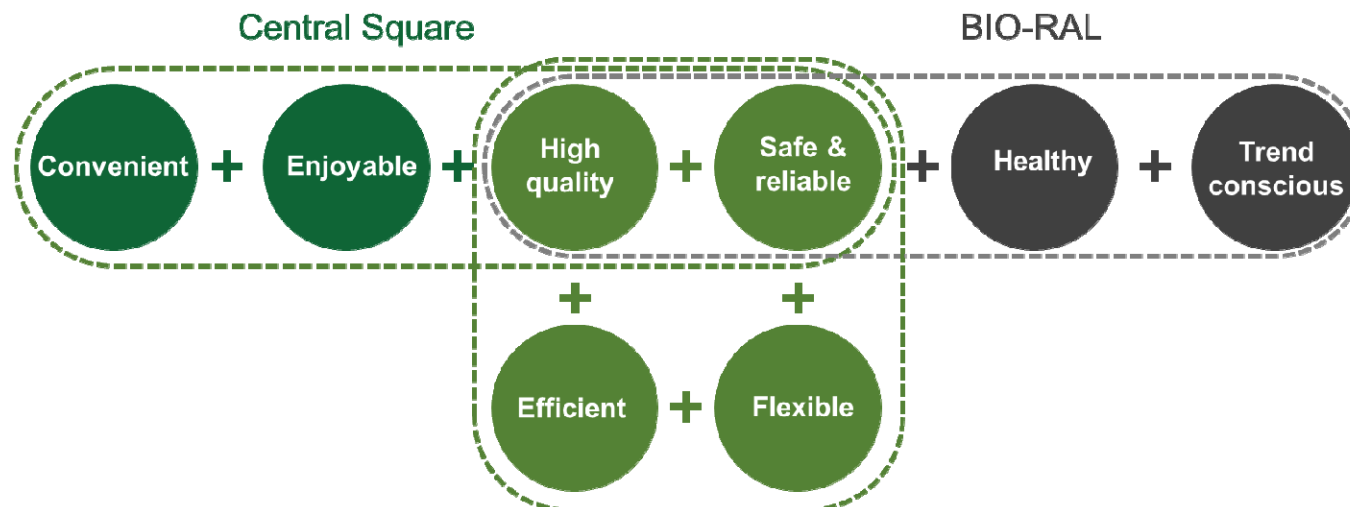 Central Square
BIO-RAL
Convenient
+
Enjoyable
+
High
quality
+
Safe &
reliable
+
Healthy
+
Trend
conscious
+
+
Efficient
+
Flexible